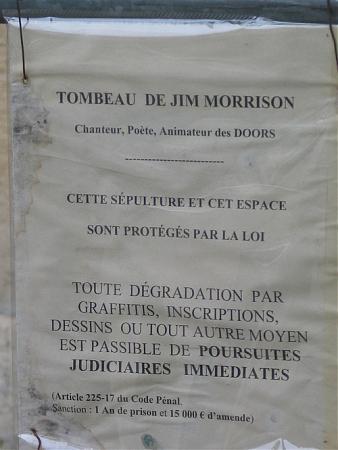 TOMBEAU DE JIM MORRISON
Chanteur, Poète, Animateur des DOORS
-------------------------
CETTE SÉPULTURE ET CET ESPACE
SONT PROTÉGÉS PAR LA LOI
TOUTE DÉGRADATION PAR
GRAFFITIS, INSCRIPTIONS,
DESSINS OU TOUT AUTRE MOYEN
EST PASSIBLE DE POURSUITES
JUDICIAIRES IMMEDIATES
(Article 225-17 du Code Pénal.
Sanction : 1 An de prison et 15 000 € d'amende)